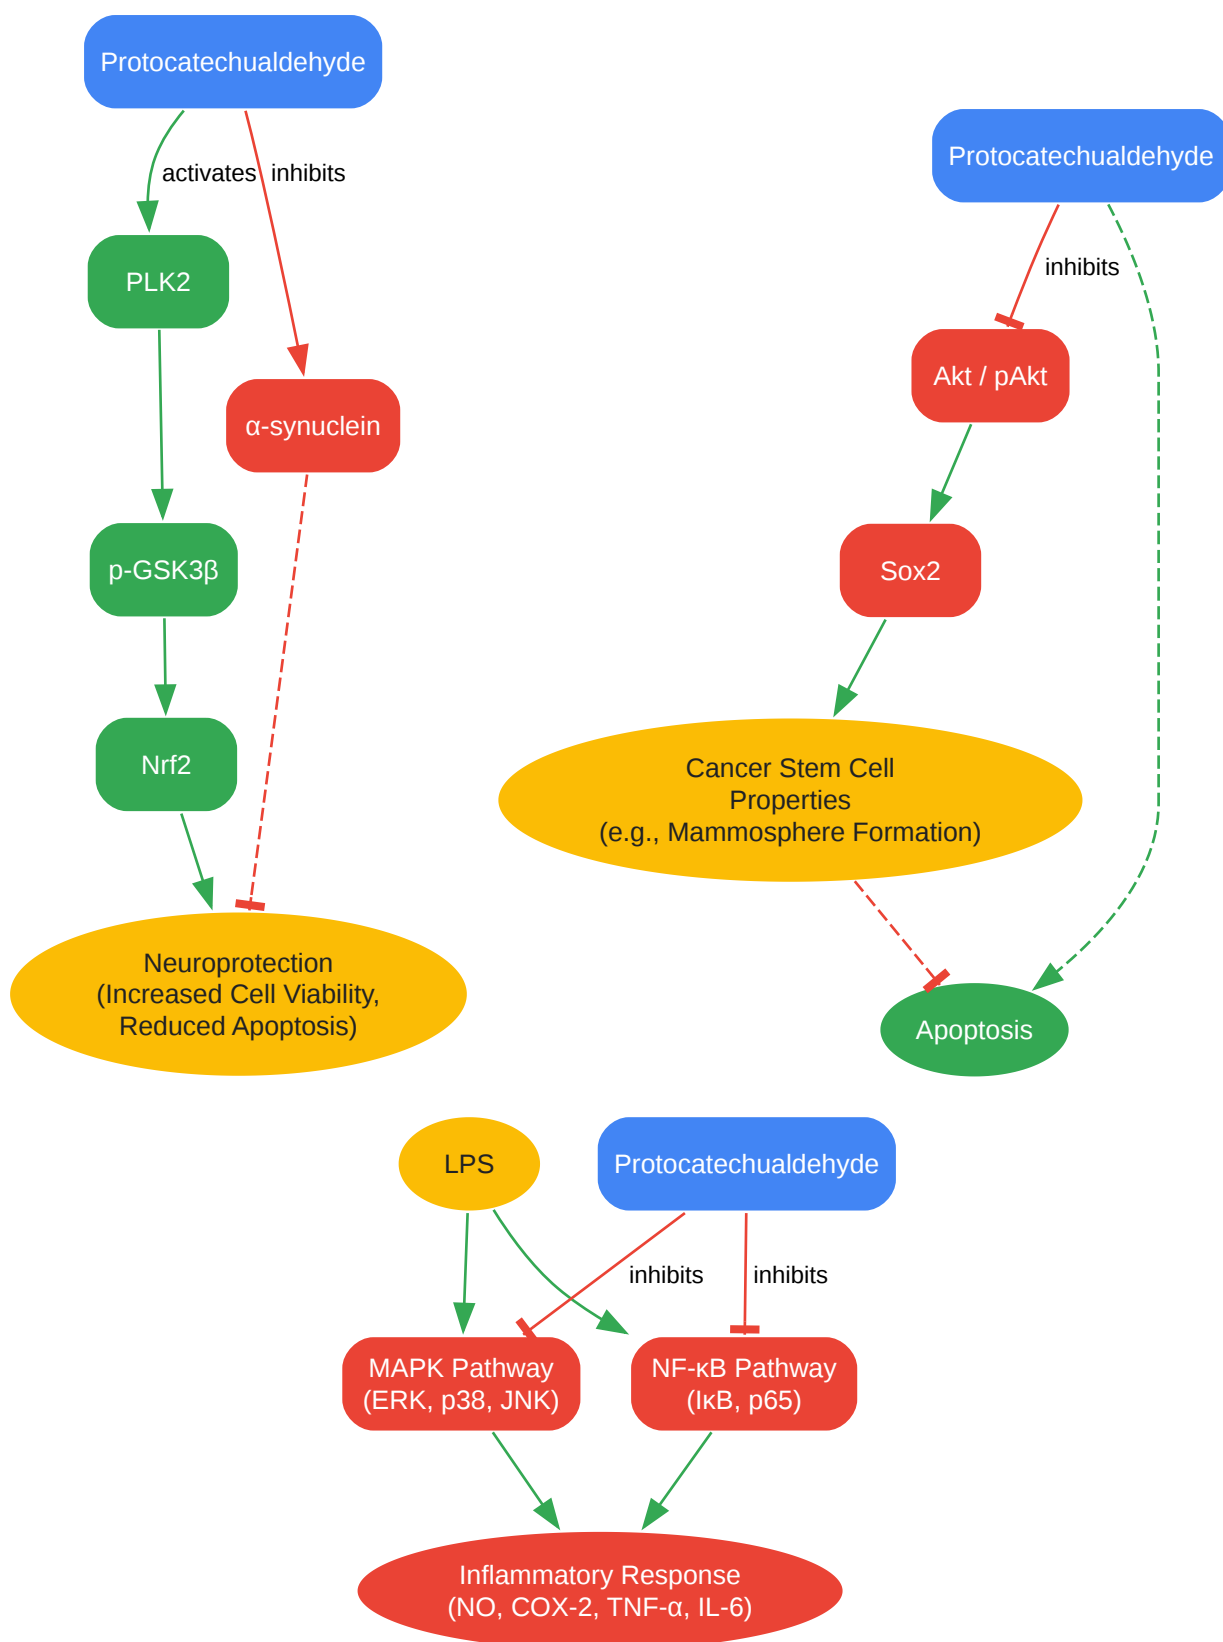 Protocatechualdehyde
activates
inhibits
PLK2
α-synuclein
p-GSK3β
Nrf2
Neuroprotection
(Increased Cell Viability,
Reduced Apoptosis)
Protocatechualdehyde
inhibits
Akt / pAkt
Sox2
Cancer Stem Cell
Properties
(e.g., Mammosphere Formation)
Apoptosis
LPS
Protocatechualdehyde
inhibits
inhibits
MAPK Pathway
(ERK, p38, JNK)
NF-κB Pathway
(IκB, p65)
Inflammatory Response
(NO, COX-2, TNF-α, IL-6)